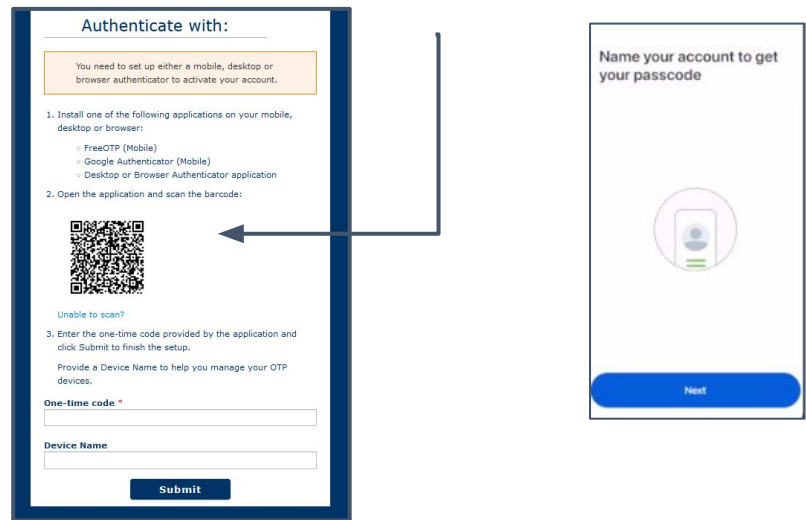 Authenticate with:
You need to set up either a mobile, desktop or
browser authenticator to activate your account.
1. Install one of the following applications on your mobile,
desktop or browser:
◦ FreeOTP (Mobile)
◦ Google Authenticator (Mobile)
◦ Desktop or Browser Authenticator application
2. Open the application and scan the barcode:
Unable to scan?
3. Enter the one-time code provided by the application and
click Submit to finish the setup.
Provide a Device Name to help you manage your OTP
devices.
One-time code *
Device Name
Submit
Name your account to get
your passcode
Next